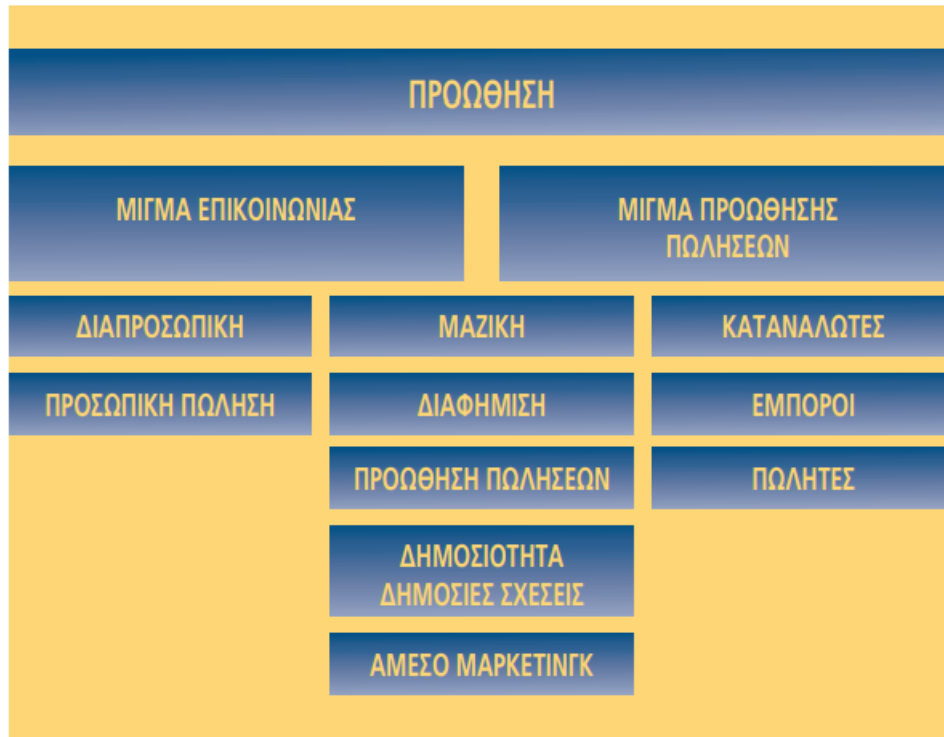 ΠΡΟΩΘΗΣΗ
ΜΙΓΜΑ ΕΠΙΚΟΙΝΩΝΙΑΣ
ΜΙΓΜΑ ΠΡΟΩΘΗΣΗΣ
ΠΩΛΗΣΕΩΝ
ΔΙΑΠΡΟΣΩΠΙΚΗ
ΜΑΖΙΚΗ
ΚΑΤΑΝΑΛΩΤΕΣ
ΠΡΟΣΩΠΙΚΗ ΠΩΛΗΣΗ
ΔΙΑΦΗΜΙΣΗ
ΕΜΠΟΡΟΙ
ΠΡΟΩΘΗΣΗ ΠΩΛΗΣΕΩΝ
ΠΩΛΗΤΕΣ
ΔΗΜΟΣΙΟΤΗΤΑ
ΔΗΜΟΣΙΕΣ ΣΧΕΣΕΙΣ
ΑΜΕΣΟ ΜΑΡΚΕΤΙΝΓΚ